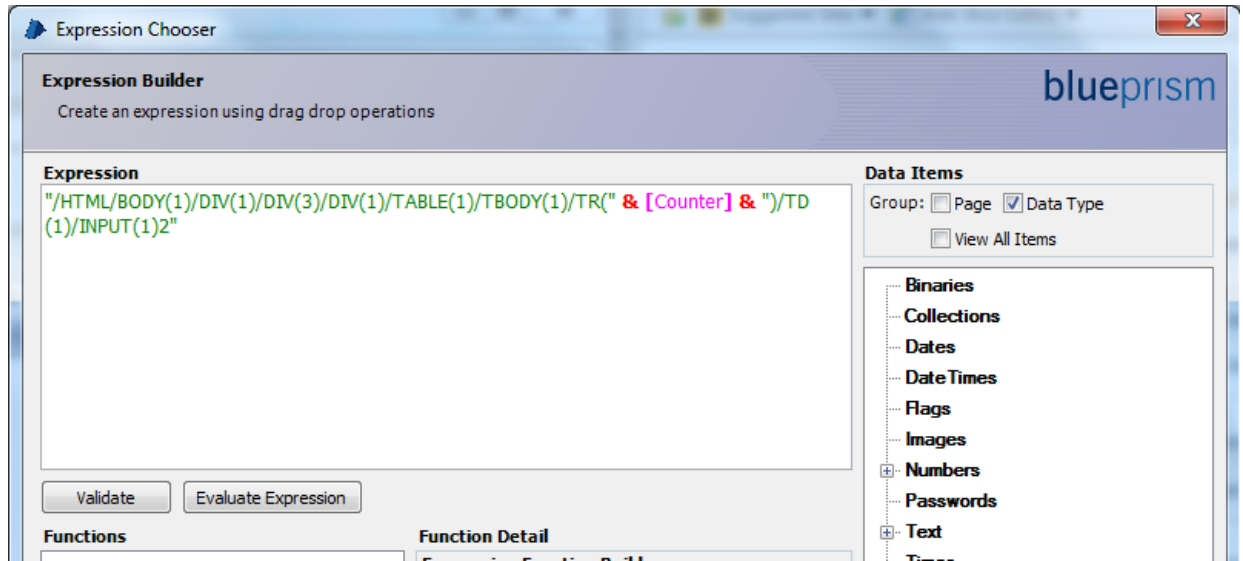 Expression Chooser
Expression Builder
Create an expression using drag drop operations
blueprism
Expression
"/HTML/BODY(1)/DIV(1)/DIV(3)/DIV(1)/TABLE(1)/TBODY(1)/TR(" & [Counter] & ")/TD
(1)/INPUT(1)2"
Data Items
Group: Page Data Type
View All Items
Binaries
Collections
Dates
DateTimes
Flags
Images
Numbers
Passwords
Text
Validate Evaluate Expression
Functions
Function Detail